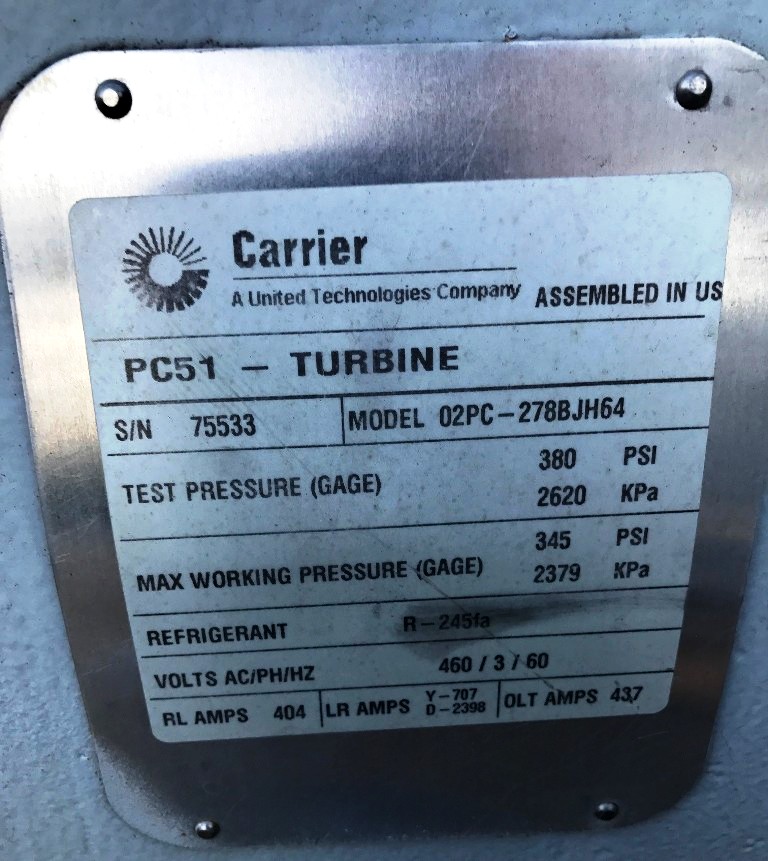 Carrier
A United Technologies Company
ASSEMBLED IN US
PC51 – TURBINE
S/N 75533
MODEL 02PC–278BJH64
TEST PRESSURE (GAGE)
380 PSI
2620 KPa
MAX WORKING PRESSURE (GAGE)
345 PSI
2379 KPa
REFRIGERANT R–245fa
VOLTS AC/PH/HZ 460 / 3 / 60
RL AMPS 404
LR AMPS Y–707
D–2398
OLT AMPS 437